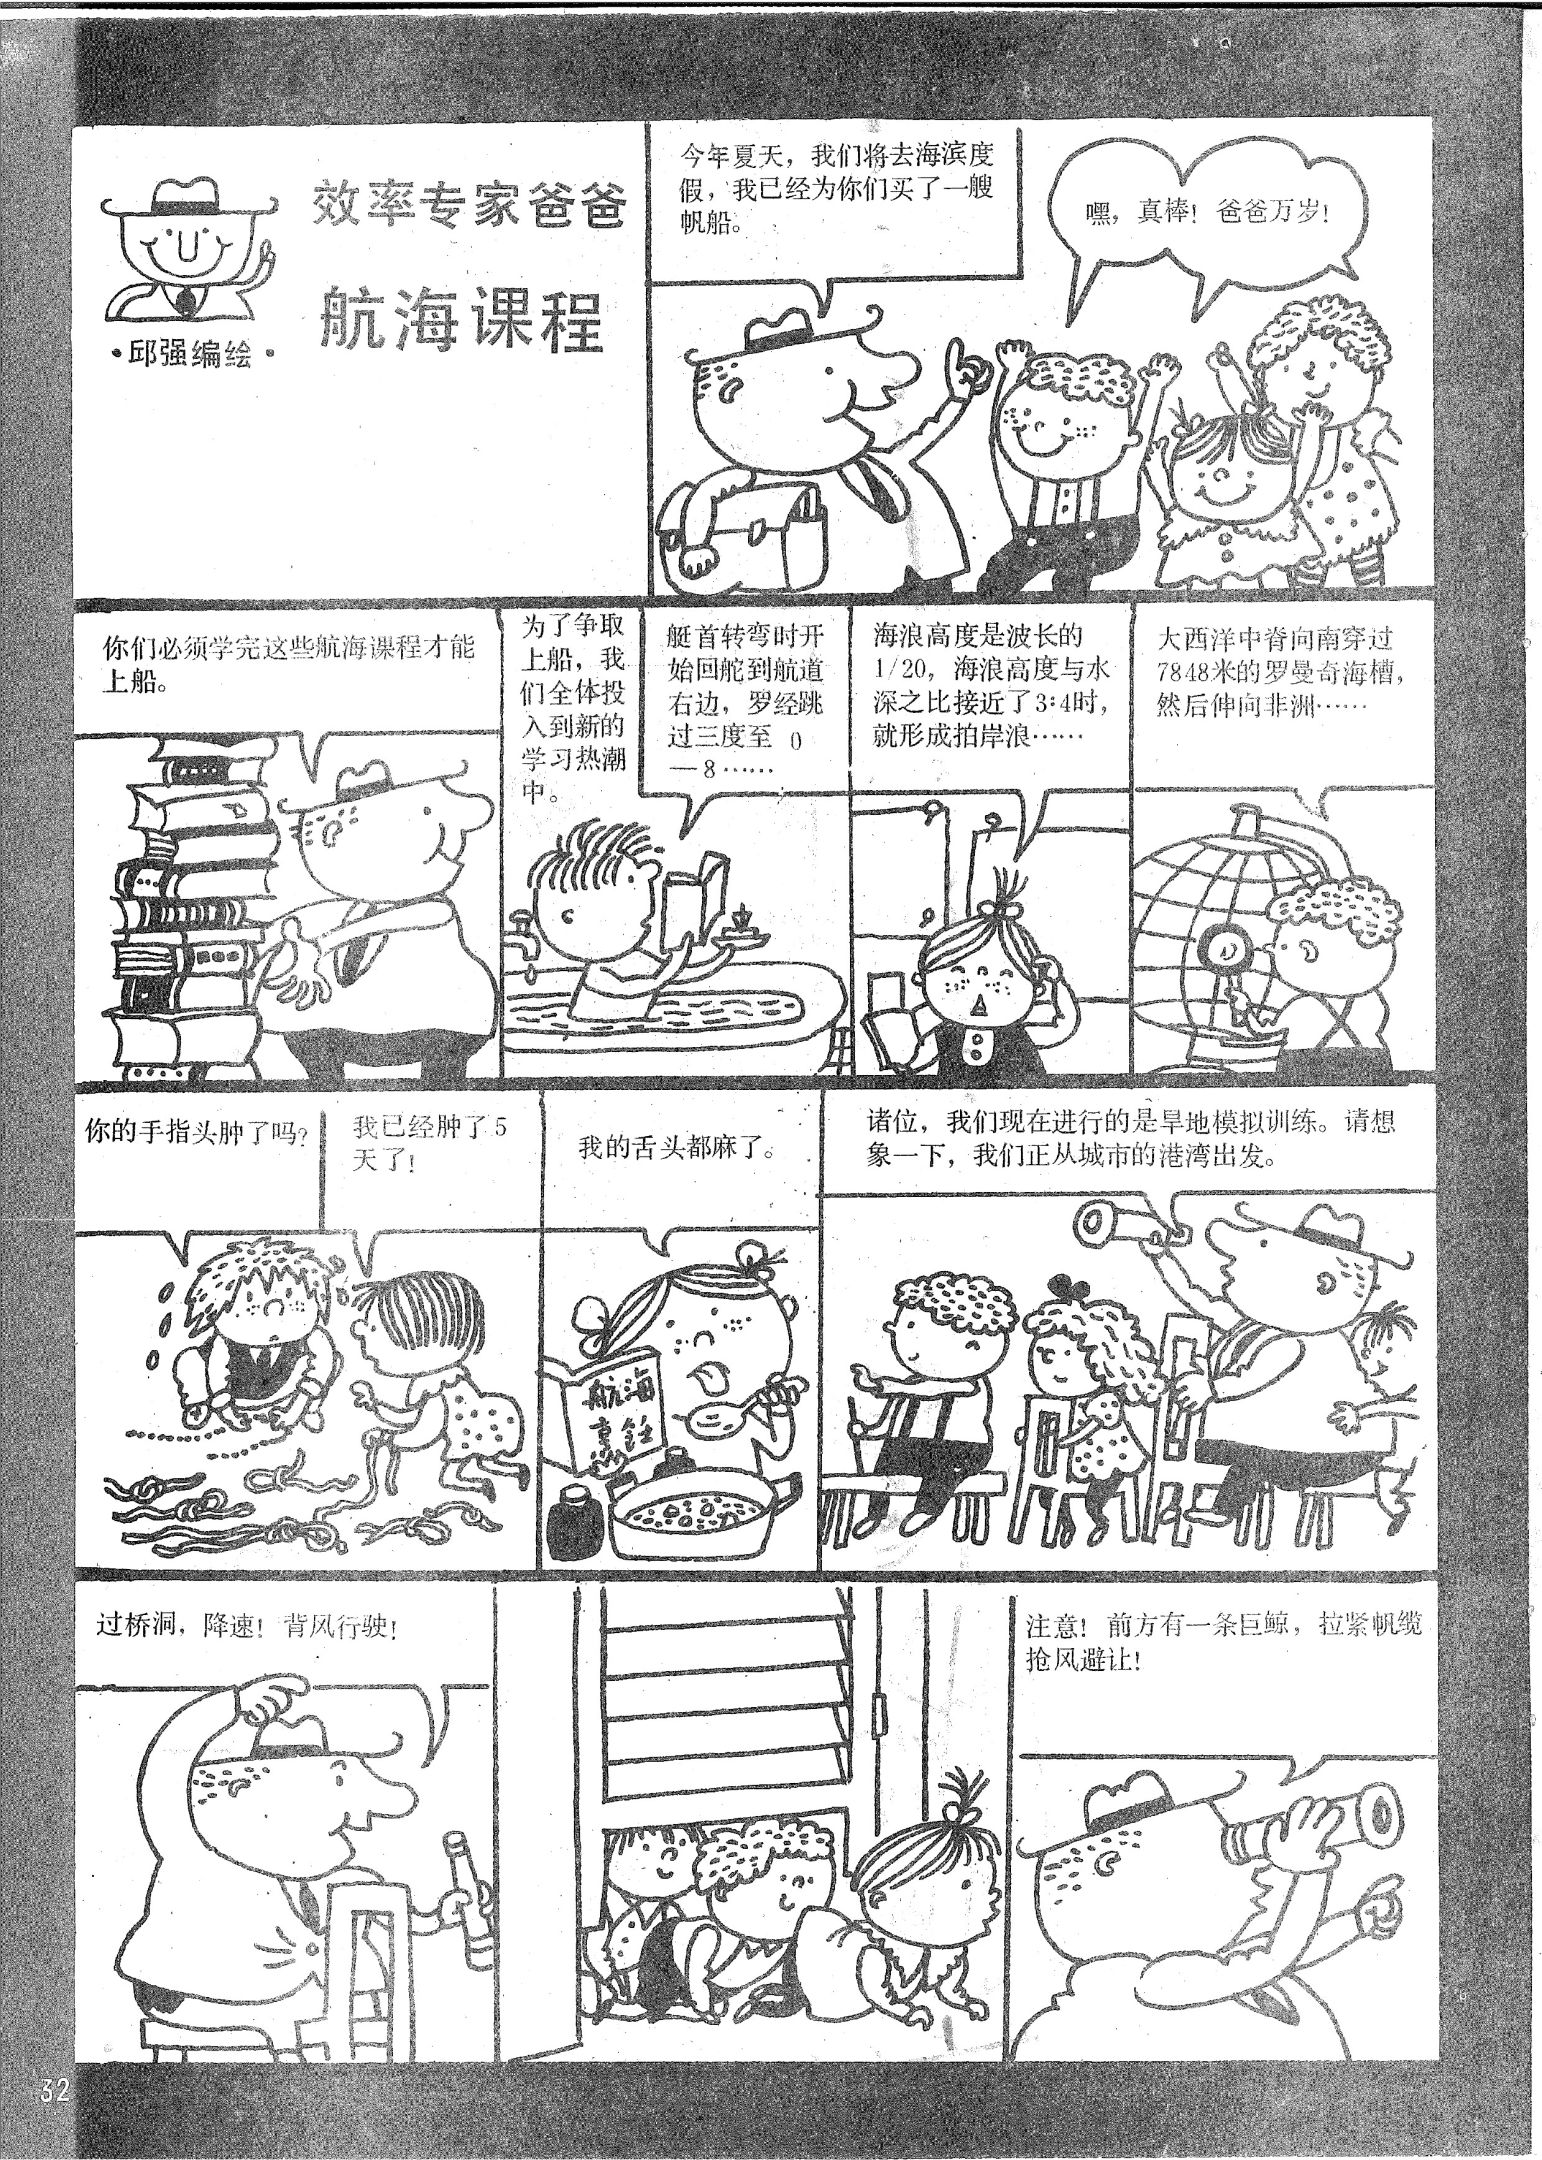 效率专家爸爸
航海课程
·邱强编绘·
今年夏天，我们将去海滨度
假，我已经为你们买了一艘
帆船。
嘿，真棒！爸爸万岁！
你们必须学完这些航海课程才能
上船。
为了争取
上船，我
们全体投
入到新的
学习热潮
中。
艇首转弯时开
始回舵到航道
右边，罗经跳
过三度至 0
—8……
海浪高度是波长的
1/20，海浪高度与水
深之比接近了3:4时，
就形成拍岸浪……
大西洋中脊向南穿过
7848米的罗曼奇海槽，
然后伸向非洲……
你的手指头肿了吗？
我已经肿了5
天了！
我的舌头都麻了。
航海
烹饪
诸位，我们现在进行的是旱地模拟训练。请想
象一下，我们正从城市的港湾出发。
过桥洞，降速！背风行驶！
注意！前方有一条巨鲸，拉紧帆缆
抢风避让！
32